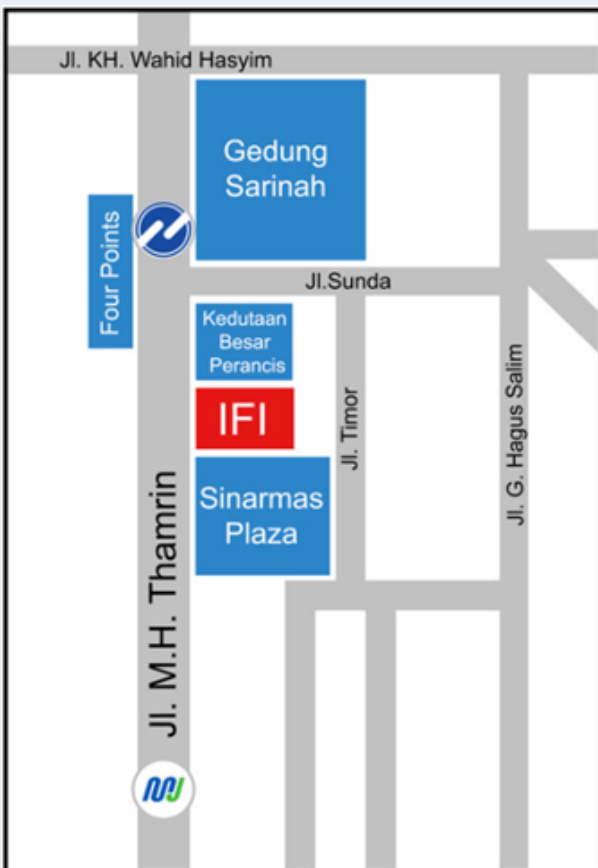 Jl. KH. Wahid Hasyim
Gedung
Sarinah
Four Points
Jl.Sunda
Kedutaan
Besar
Perancis
IFI
Jl. Timor
Jl. G. Hagus Salim
Sinarmas
Plaza
Jl. M.H. Thamrin